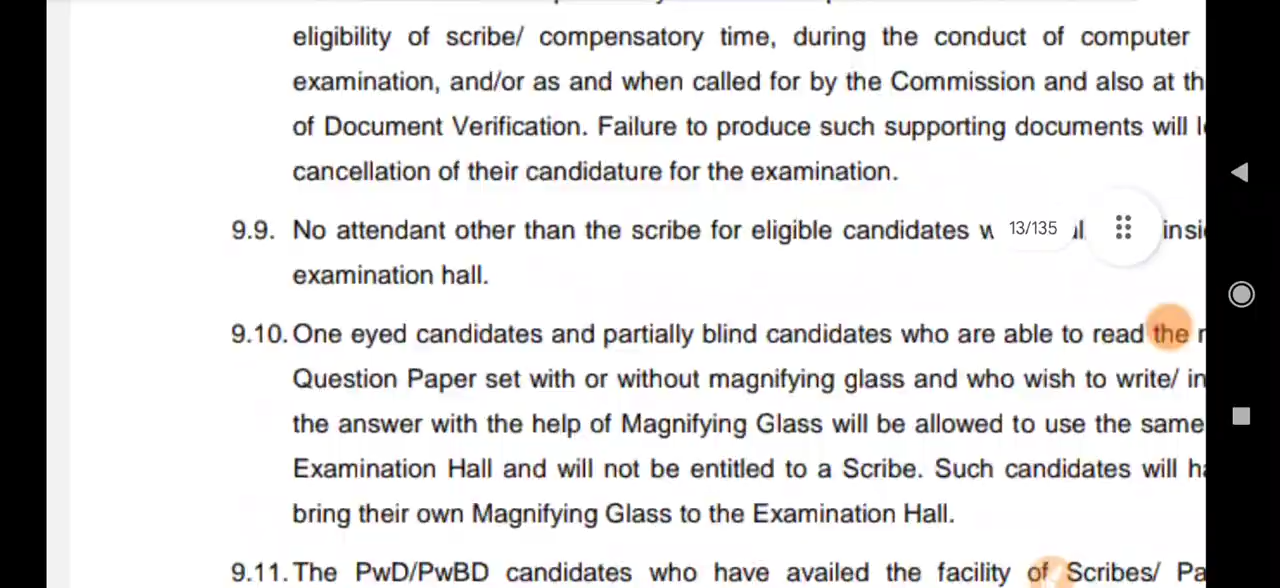 eligibility of scribe/ compensatory time, during the conduct of computer
examination, and/or as and when called for by the Commission and also at th
of Document Verification. Failure to produce such supporting documents will
cancellation of their candidature for the examination.
9.9. No attendant other than the scribe for eligible candidates 13/135 insi
examination hall.
9.10. One eyed candidates and partially blind candidates who are able to read the
Question Paper set with or without magnifying glass and who wish to write/ in
the answer with the help of Magnifying Glass will be allowed to use the same
Examination Hall and will not be entitled to a Scribe. Such candidates will ha
bring their own Magnifying Glass to the Examination Hall.
9.11. The PwD/PwBD candidates who have availed the facility of Scribes/ Pa